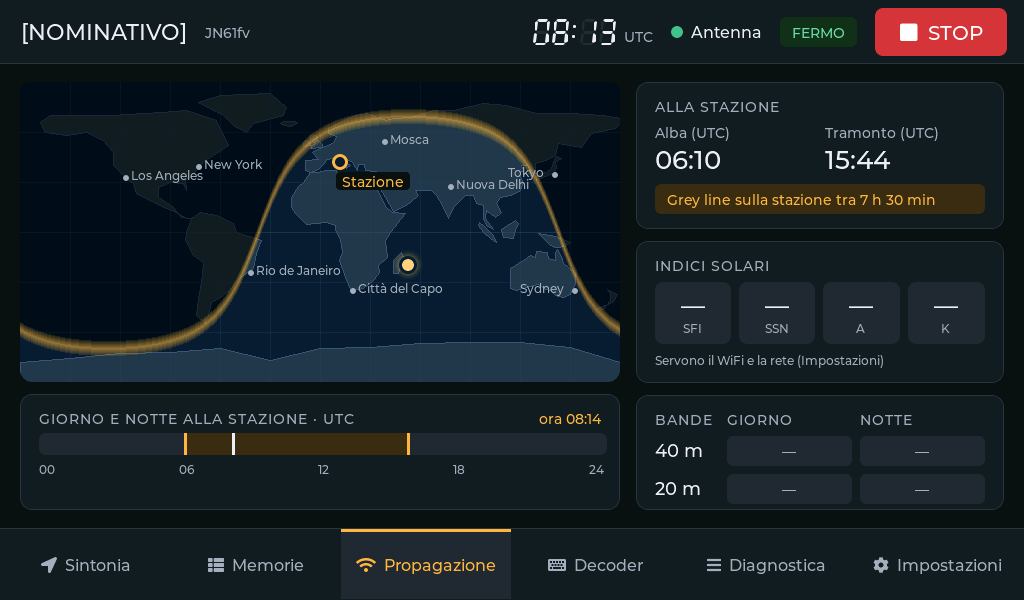 [NOMINATIVO] JN61fv 08:13 UTC Antenna FERMO STOP
Mosca
New York
Los Angeles
Tokyo
Stazione
Nuova Delhi
Rio de Janeiro
Città del Capo
Sydney
ALLA STAZIONE
Alba (UTC) Tramonto (UTC)
06:10 15:44
Grey line sulla stazione tra 7 h 30 min
INDICI SOLARI
— — — —
SFI SSN A K
Servono il WiFi e la rete (Impostazioni)
GIORNO E NOTTE ALLA STAZIONE · UTC ora 08:14
00 06 12 18 24
BANDE GIORNO NOTTE
40 m — —
20 m — —
Sintonia Memorie Propagazione Decoder Diagnostica Impostazioni